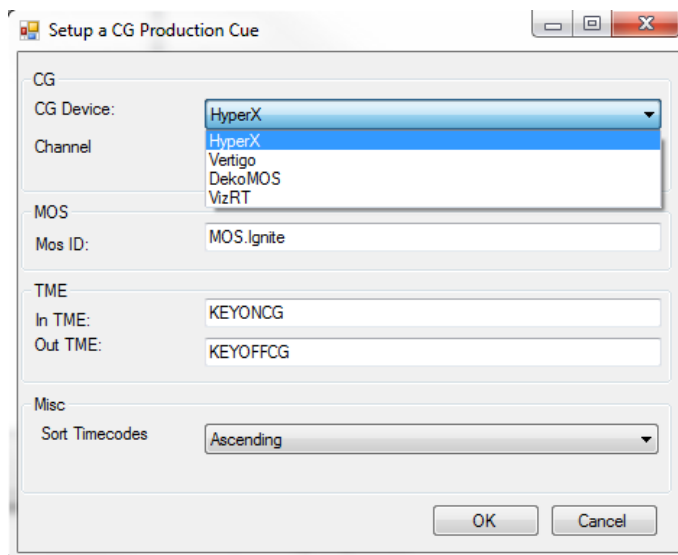 Setup a CG Production Cue
CG
CG Device:
HyperX
Channel
HyperX
Vertigo
DekoMOS
VizRT
MOS
Mos ID:
MOS.Ignite
TME
In TME:
KEYONCG
Out TME:
KEYOFFCG
Misc
Sort Timecodes
Ascending
OK
Cancel